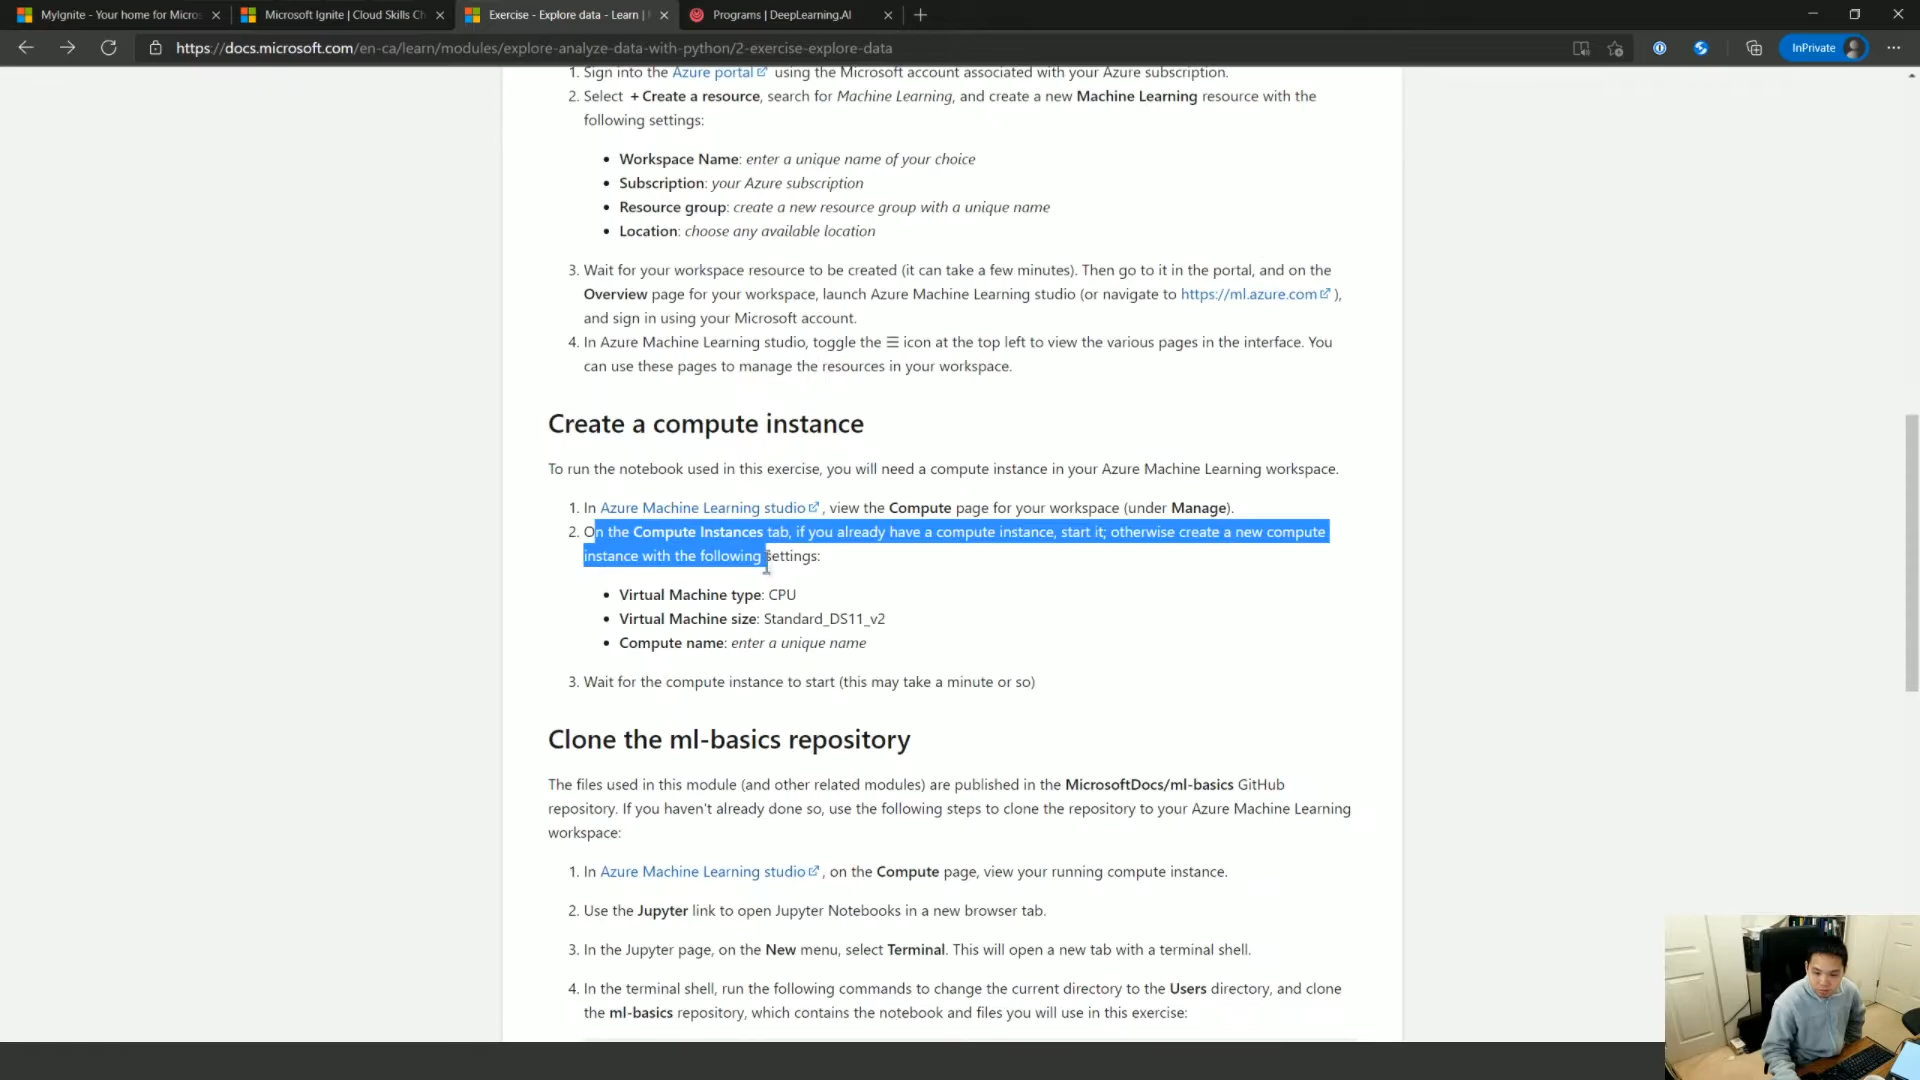 MyIgnite - Your home for Micros
Microsoft Ignite | Cloud Skills Ch
Exercise - Explore data - Learn |
Programs | DeepLearning.AI
https://docs.microsoft.com/en-ca/learn/modules/explore-analyze-data-with-python/2-exercise-explore-data
InPrivate
1. Sign into the Azure portal using the Microsoft account associated with your Azure subscription.
2. Select + Create a resource, search for Machine Learning, and create a new Machine Learning resource with the
following settings:
• Workspace Name: enter a unique name of your choice
• Subscription: your Azure subscription
• Resource group: create a new resource group with a unique name
• Location: choose any available location
3. Wait for your workspace resource to be created (it can take a few minutes). Then go to it in the portal, and on the
Overview page for your workspace, launch Azure Machine Learning studio (or navigate to https://ml.azure.com ),
and sign in using your Microsoft account.
4. In Azure Machine Learning studio, toggle the ☰ icon at the top left to view the various pages in the interface. You
can use these pages to manage the resources in your workspace.
Create a compute instance
To run the notebook used in this exercise, you will need a compute instance in your Azure Machine Learning workspace.
1. In Azure Machine Learning studio , view the Compute page for your workspace (under Manage).
2. On the Compute Instances tab, if you already have a compute instance, start it; otherwise create a new compute
instance with the following settings:
• Virtual Machine type: CPU
• Virtual Machine size: Standard_DS11_v2
• Compute name: enter a unique name
3. Wait for the compute instance to start (this may take a minute or so)
Clone the ml-basics repository
The files used in this module (and other related modules) are published in the MicrosoftDocs/ml-basics GitHub
repository. If you haven't already done so, use the following steps to clone the repository to your Azure Machine Learning
workspace:
1. In Azure Machine Learning studio , on the Compute page, view your running compute instance.
2. Use the Jupyter link to open Jupyter Notebooks in a new browser tab.
3. In the Jupyter page, on the New menu, select Terminal. This will open a new tab with a terminal shell.
4. In the terminal shell, run the following commands to change the current directory to the Users directory, and clone
the ml-basics repository, which contains the notebook and files you will use in this exercise: